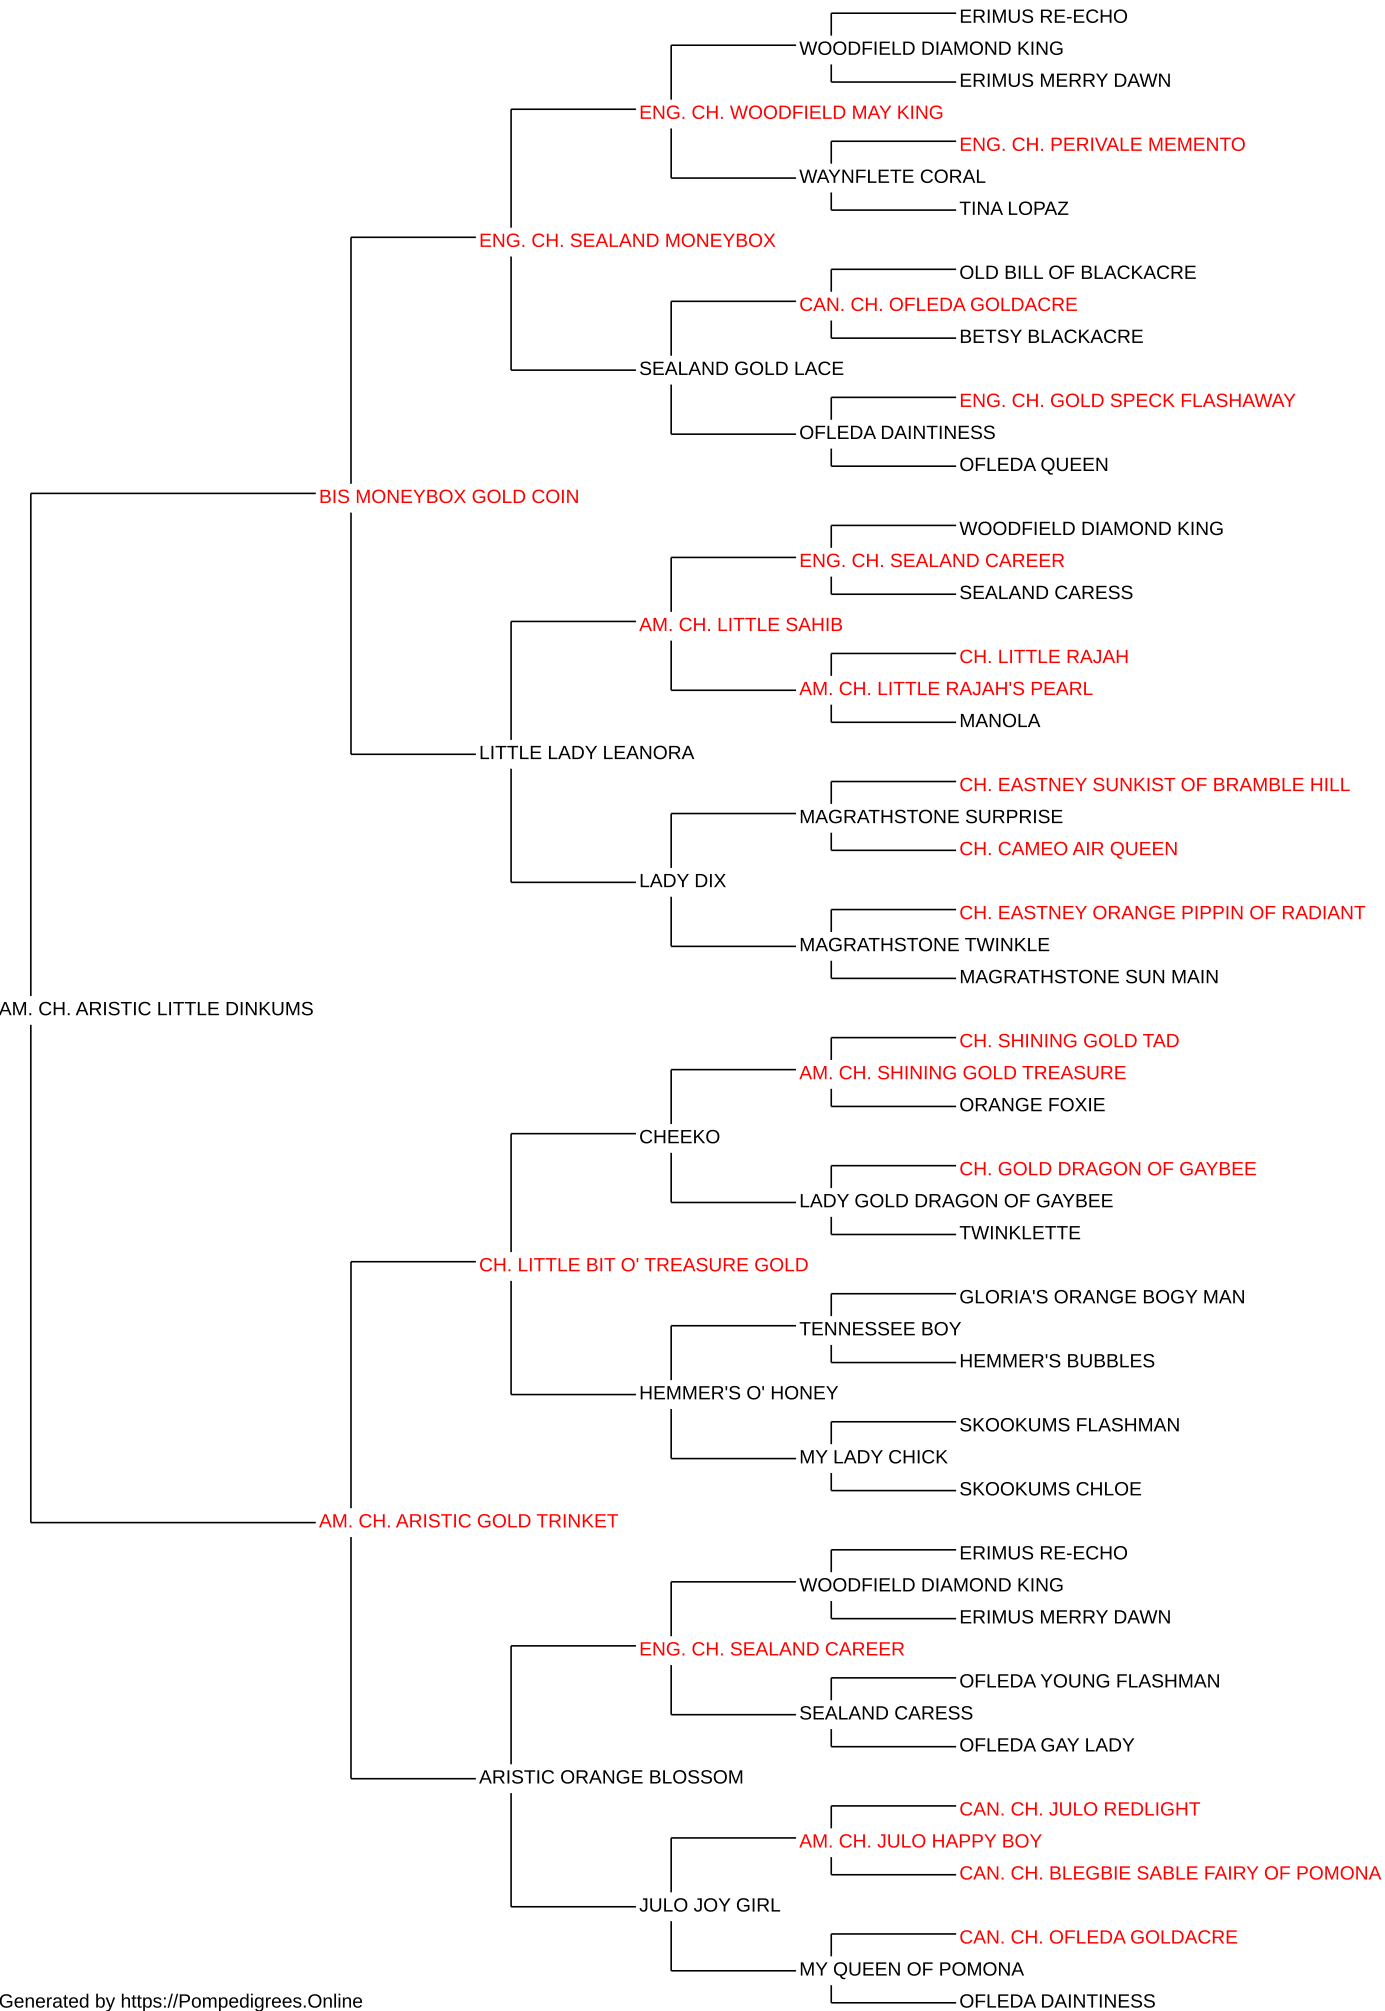 ERIMUS RE-ECHO
WOODFIELD DIAMOND KING
ERIMUS MERRY DAWN
ENG. CH. WOODFIELD MAY KING
ENG. CH. PERIVALE MEMENTO
WAYNFLETE CORAL
TINA LOPAZ
ENG. CH. SEALAND MONEYBOX
OLD BILL OF BLACKACRE
CAN. CH. OFLEDA GOLDACRE
BETSY BLACKACRE
SEALAND GOLD LACE
ENG. CH. GOLD SPECK FLASHAWAY
OFLEDA DAINTINESS
OFLEDA QUEEN
BIS MONEYBOX GOLD COIN
WOODFIELD DIAMOND KING
ENG. CH. SEALAND CAREER
SEALAND CARESS
AM. CH. LITTLE SAHIB
CH. LITTLE RAJAH
AM. CH. LITTLE RAJAH'S PEARL
MANOLA
LITTLE LADY LEANORA
CH. EASTNEY SUNKIST OF BRAMBLE HILL
MAGRATHSTONE SURPRISE
CH. CAMEO AIR QUEEN
LADY DIX
CH. EASTNEY ORANGE PIPPIN OF RADIANT
MAGRATHSTONE TWINKLE
MAGRATHSTONE SUN MAIN
AM. CH. ARISTIC LITTLE DINKUMS
CH. SHINING GOLD TAD
AM. CH. SHINING GOLD TREASURE
ORANGE FOXIE
CHEEKO
CH. GOLD DRAGON OF GAYBEE
LADY GOLD DRAGON OF GAYBEE
TWINKLETTE
CH. LITTLE BIT O' TREASURE GOLD
GLORIA'S ORANGE BOGY MAN
TENNESSEE BOY
HEMMER'S BUBBLES
HEMMER'S O' HONEY
SKOOKUMS FLASHMAN
MY LADY CHICK
SKOOKUMS CHLOE
AM. CH. ARISTIC GOLD TRINKET
ERIMUS RE-ECHO
WOODFIELD DIAMOND KING
ERIMUS MERRY DAWN
ENG. CH. SEALAND CAREER
OFLEDA YOUNG FLASHMAN
SEALAND CARESS
OFLEDA GAY LADY
ARISTIC ORANGE BLOSSOM
CAN. CH. JULO REDLIGHT
AM. CH. JULO HAPPY BOY
CAN. CH. BLEGBIE SABLE FAIRY OF POMONA
JULO JOY GIRL
CAN. CH. OFLEDA GOLDACRE
MY QUEEN OF POMONA
OFLEDA DAINTINESS
Generated by https://Pompedigrees.Online